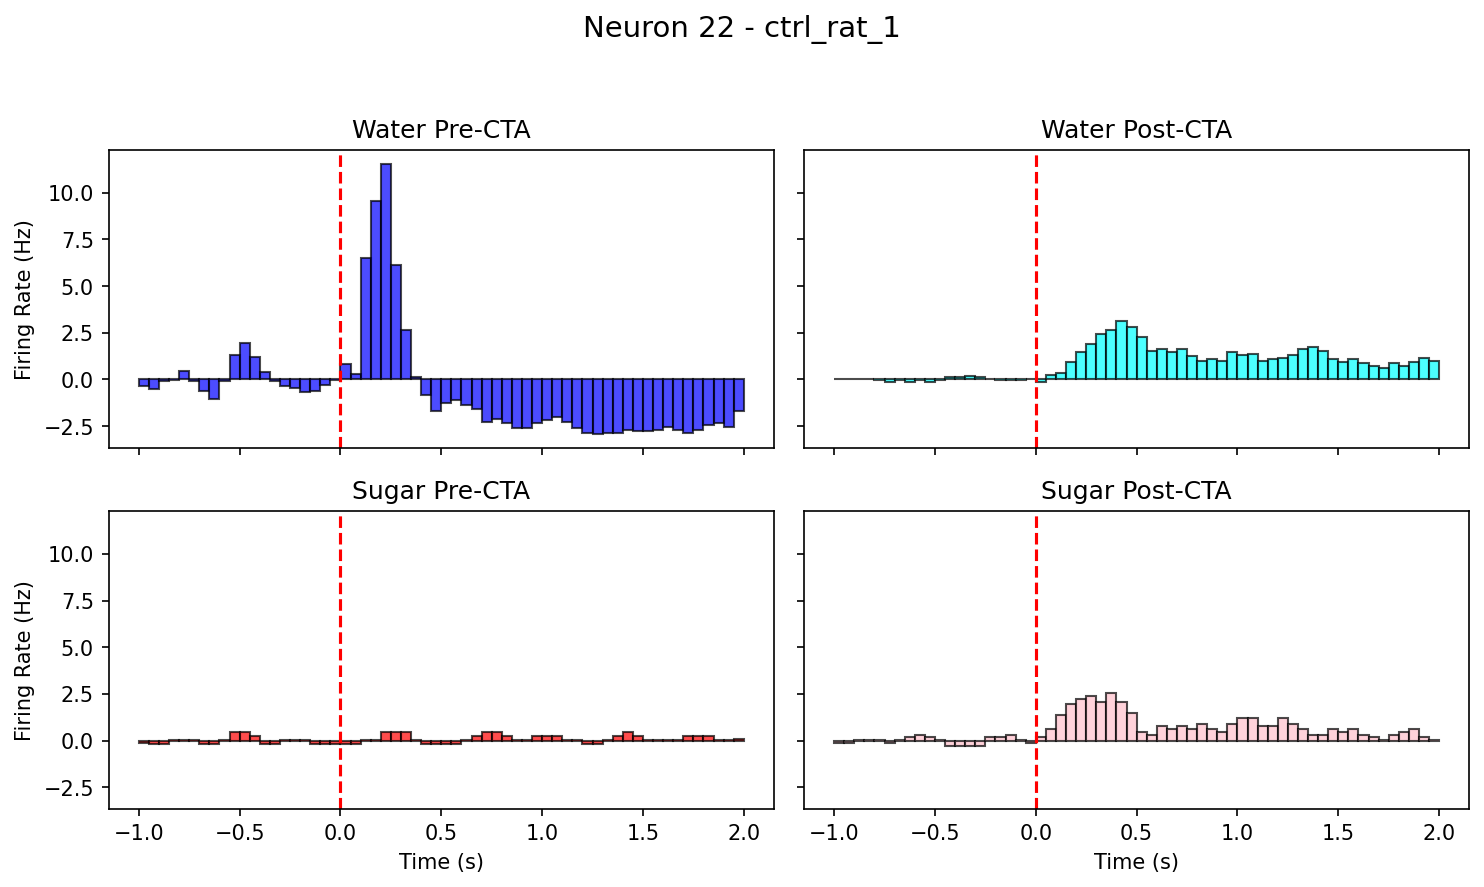 Neuron 22 - ctrl_rat_1
Water Pre-CTA
Water Post-CTA
Firing Rate (Hz)
10.0
7.5
5.0
2.5
0.0
−2.5
Sugar Pre-CTA
Sugar Post-CTA
Firing Rate (Hz)
10.0
7.5
5.0
2.5
0.0
−2.5
−1.0 −0.5 0.0 0.5 1.0 1.5 2.0
−1.0 −0.5 0.0 0.5 1.0 1.5 2.0
Time (s)
Time (s)